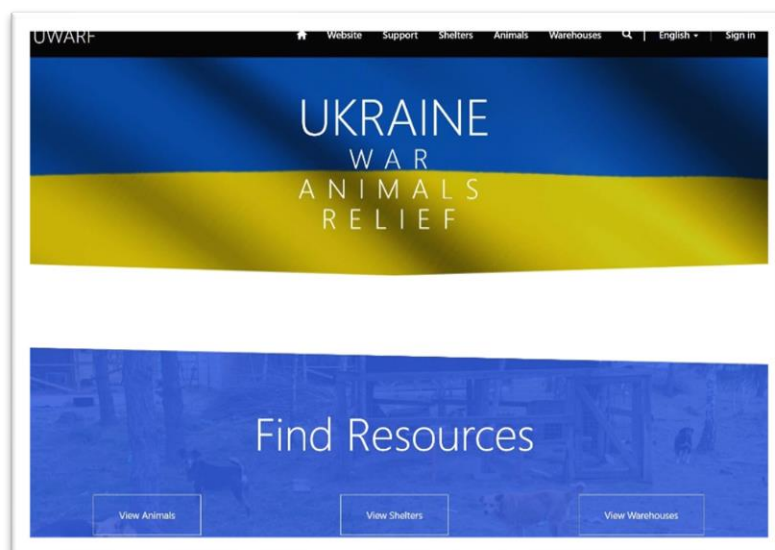 UWARF Website Support Shelters Animals Warehouses | English | Sign in
UKRAINE
WAR
ANIMALS
RELIEF
Find Resources
View Animals View Shelters View Warehouses